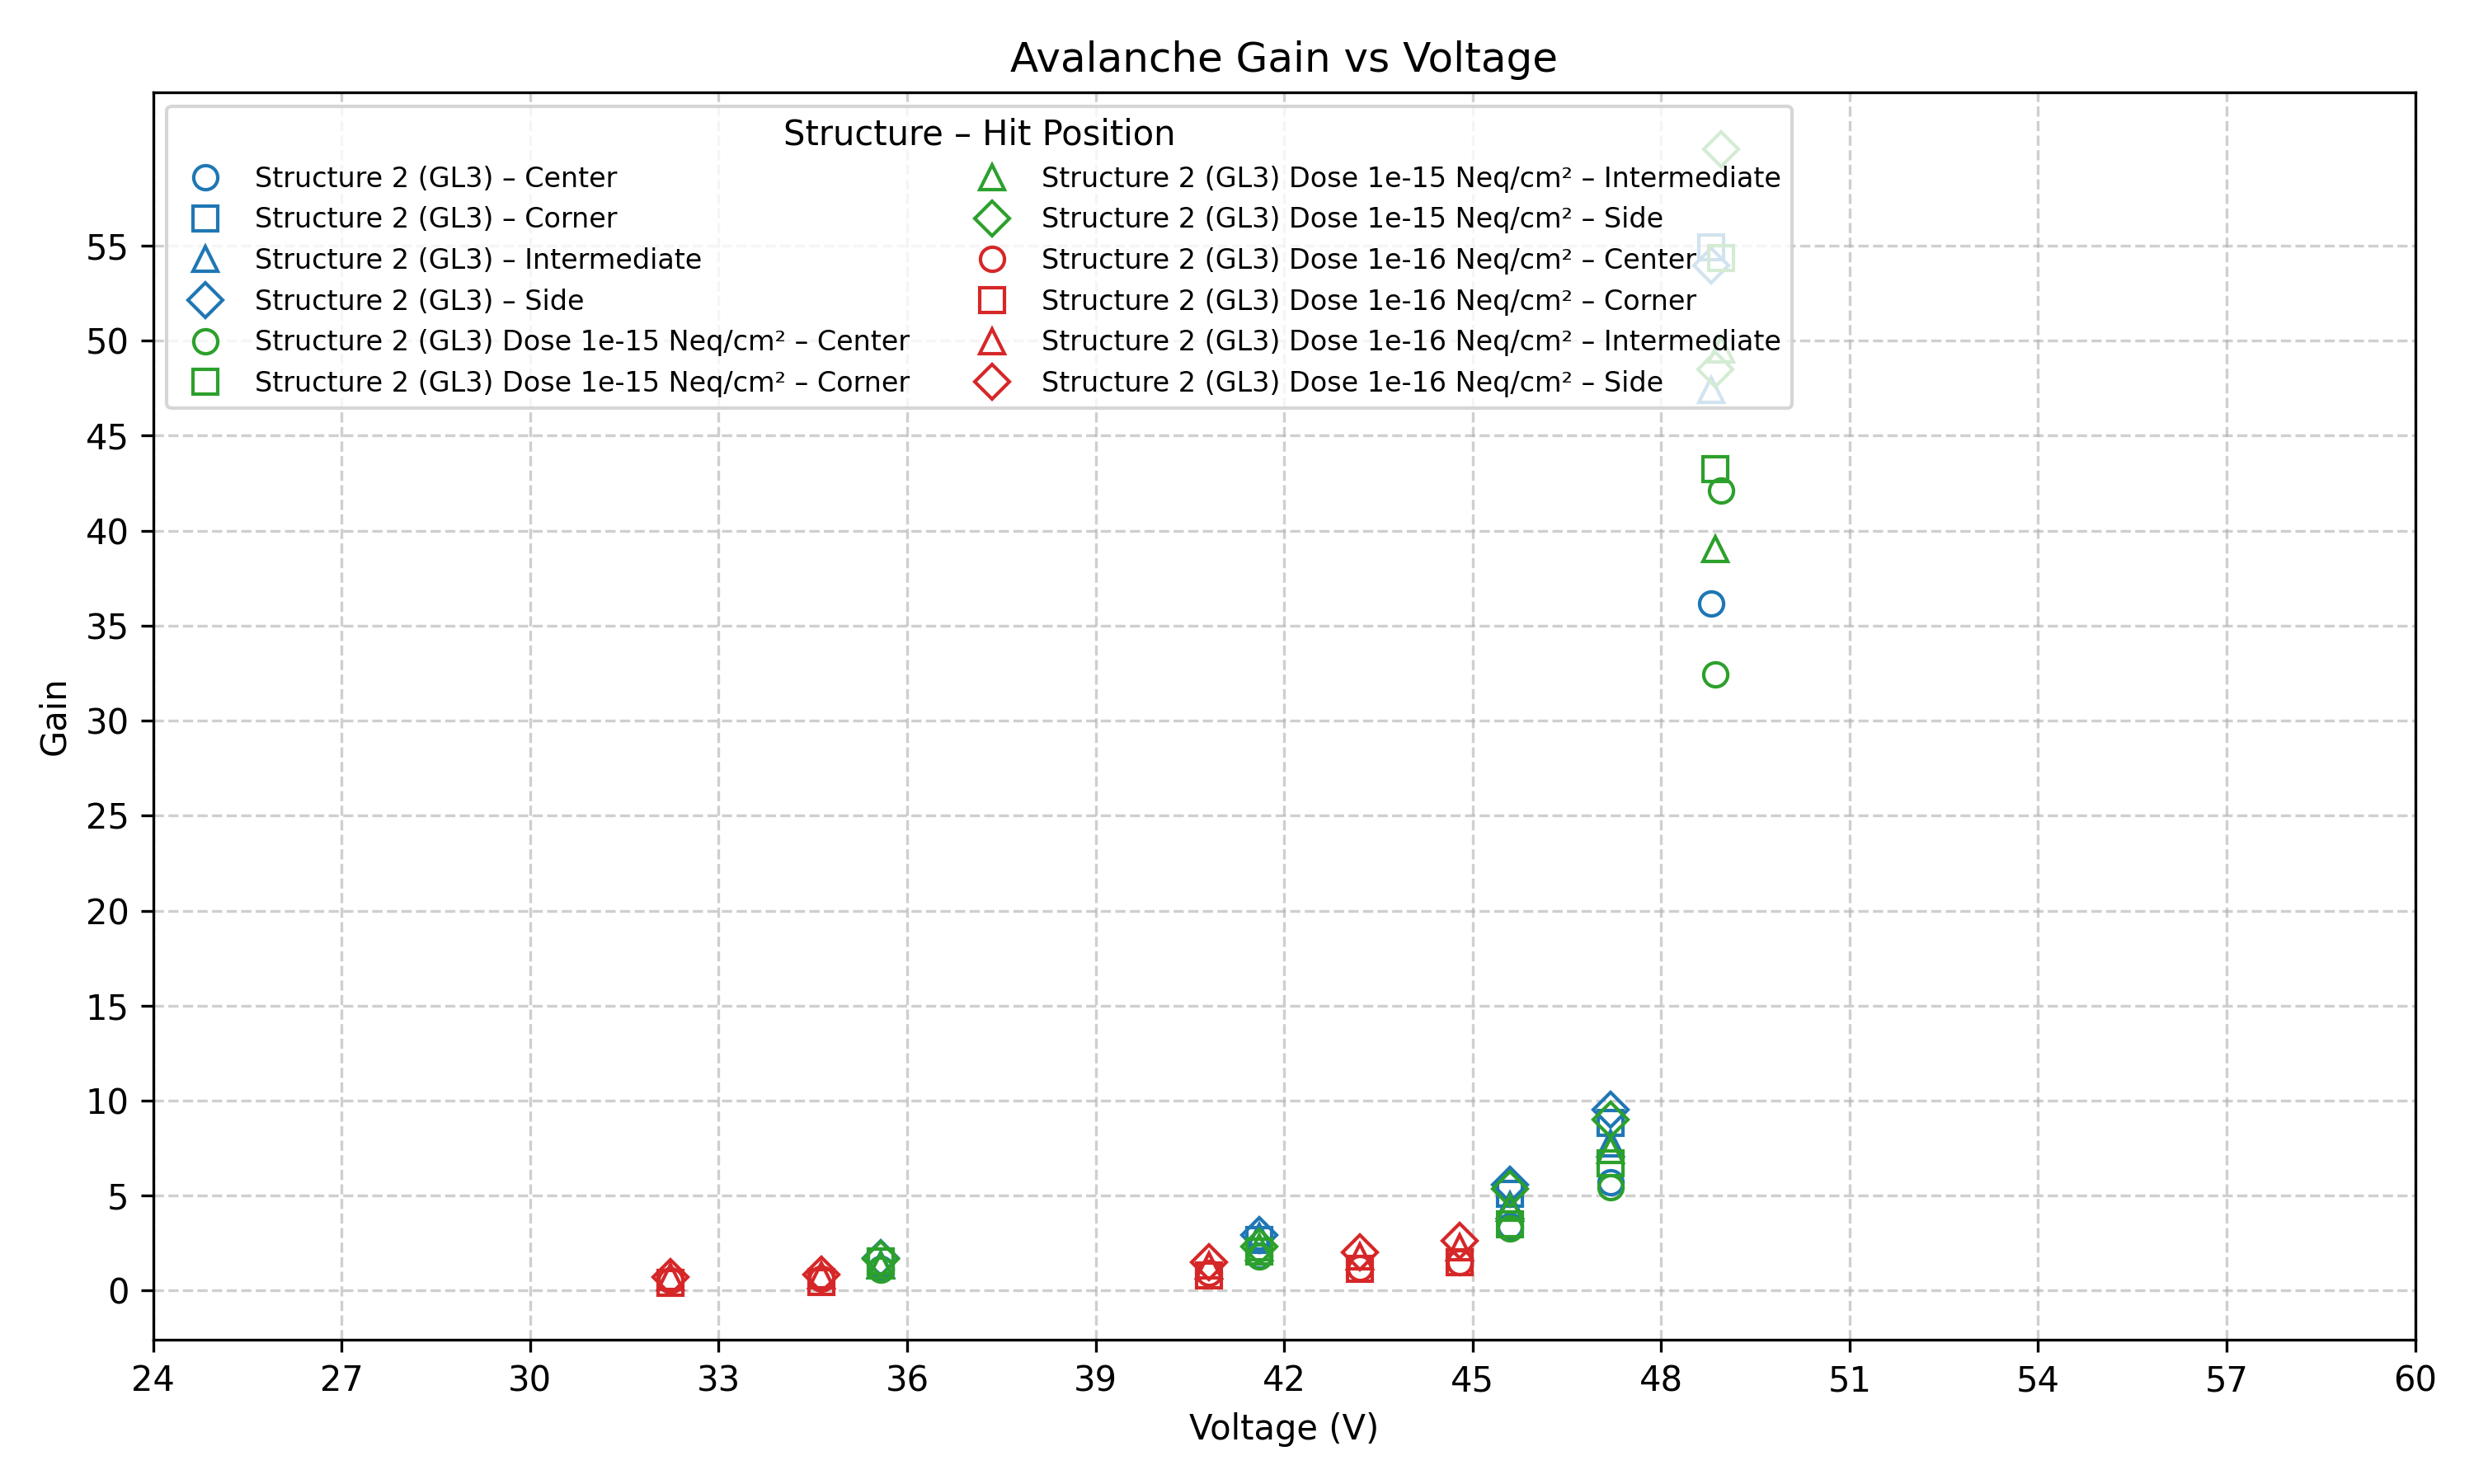 Avalanche Gain vs Voltage
Structure – Hit Position
Structure 2 (GL3) – Center
Structure 2 (GL3) – Corner
Structure 2 (GL3) – Intermediate
Structure 2 (GL3) – Side
Structure 2 (GL3) Dose 1e-15 Neq/cm² – Center
Structure 2 (GL3) Dose 1e-15 Neq/cm² – Corner
Structure 2 (GL3) Dose 1e-15 Neq/cm² – Intermediate
Structure 2 (GL3) Dose 1e-15 Neq/cm² – Side
Structure 2 (GL3) Dose 1e-16 Neq/cm² – Center
Structure 2 (GL3) Dose 1e-16 Neq/cm² – Corner
Structure 2 (GL3) Dose 1e-16 Neq/cm² – Intermediate
Structure 2 (GL3) Dose 1e-16 Neq/cm² – Side
55
50
45
40
35
30
25
20
15
10
5
0
Gain
24 27 30 33 36 39 42 45 48 51 54 57 60
Voltage (V)